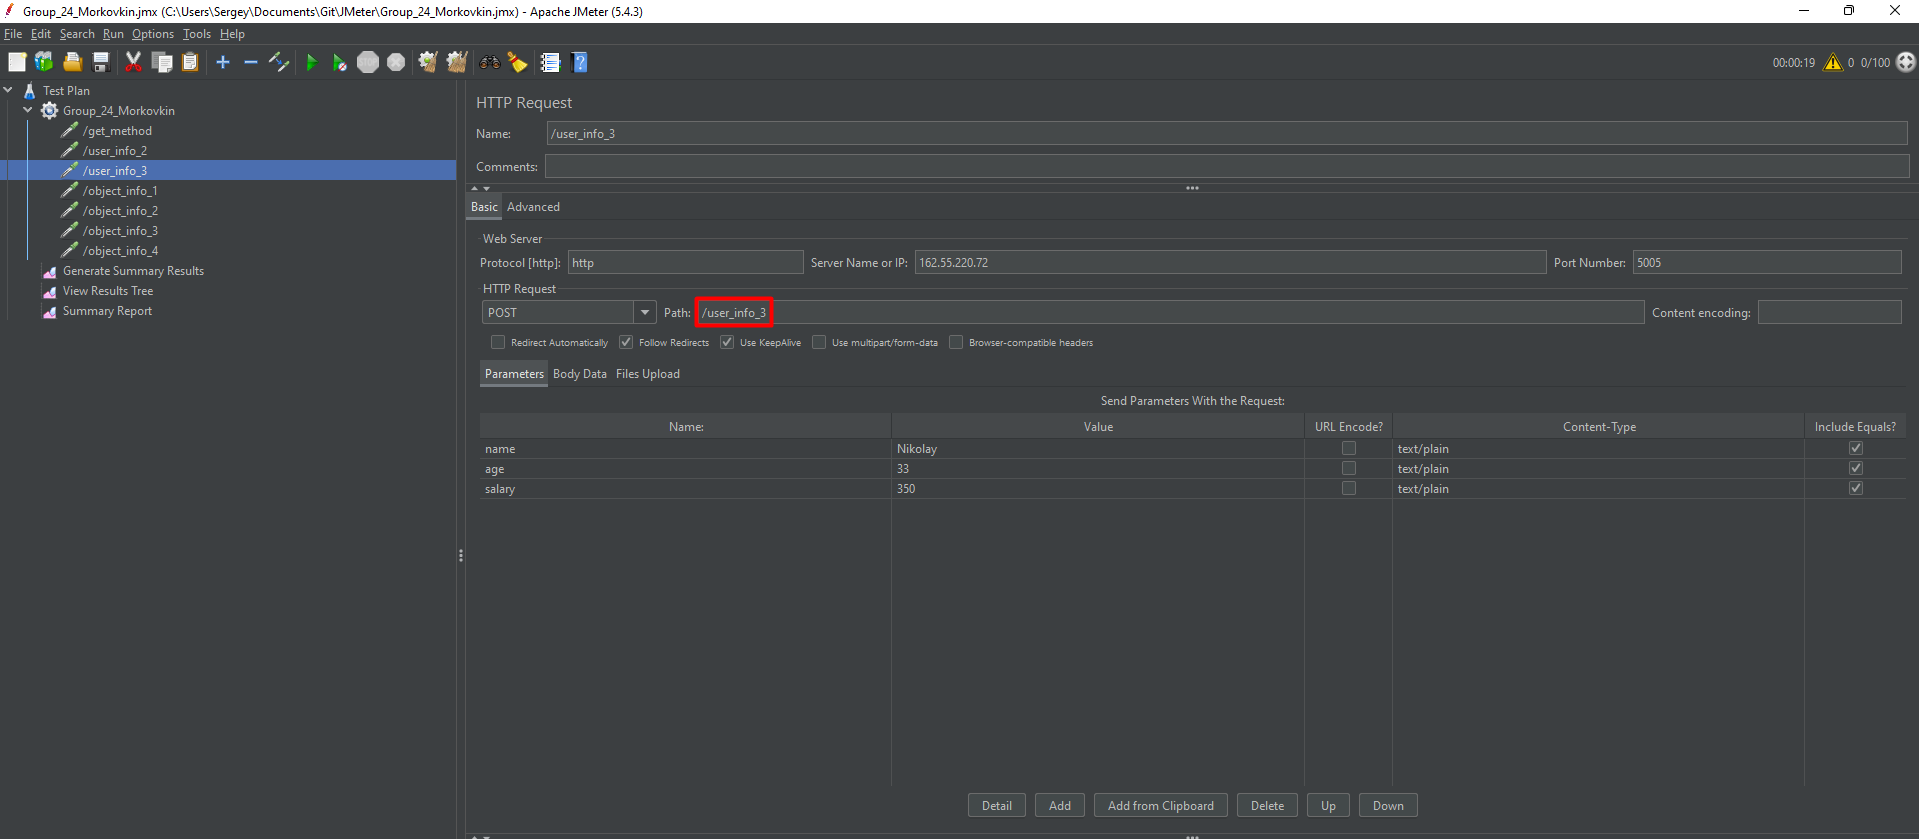 Group_24_Morkovkin.jmx (C:\Users\Sergey\Documents\Git\JMeter\Group_24_Morkovkin.jmx) - Apache JMeter (5.4.3)
File Edit Search Run Options Tools Help
00:00:19 0 0/100
Test Plan
Group_24_Morkovkin
/get_method
/user_info_2
/user_info_3
/object_info_1
/object_info_2
/object_info_3
/object_info_4
Generate Summary Results
View Results Tree
Summary Report
HTTP Request
Name: /user_info_3
Comments:
Basic Advanced
Web Server
Protocol [http]: http Server Name or IP: 162.55.220.72 Port Number: 5005
HTTP Request
POST Path: /user_info_3 Content encoding:
Redirect Automatically Follow Redirects Use KeepAlive Use multipart/form-data Browser-compatible headers
Parameters Body Data Files Upload
Send Parameters With the Request:
Name: Value URL Encode? Content-Type Include Equals?
name Nikolay text/plain
age 33 text/plain
salary 350 text/plain
Detail Add Add from Clipboard Delete Up Down